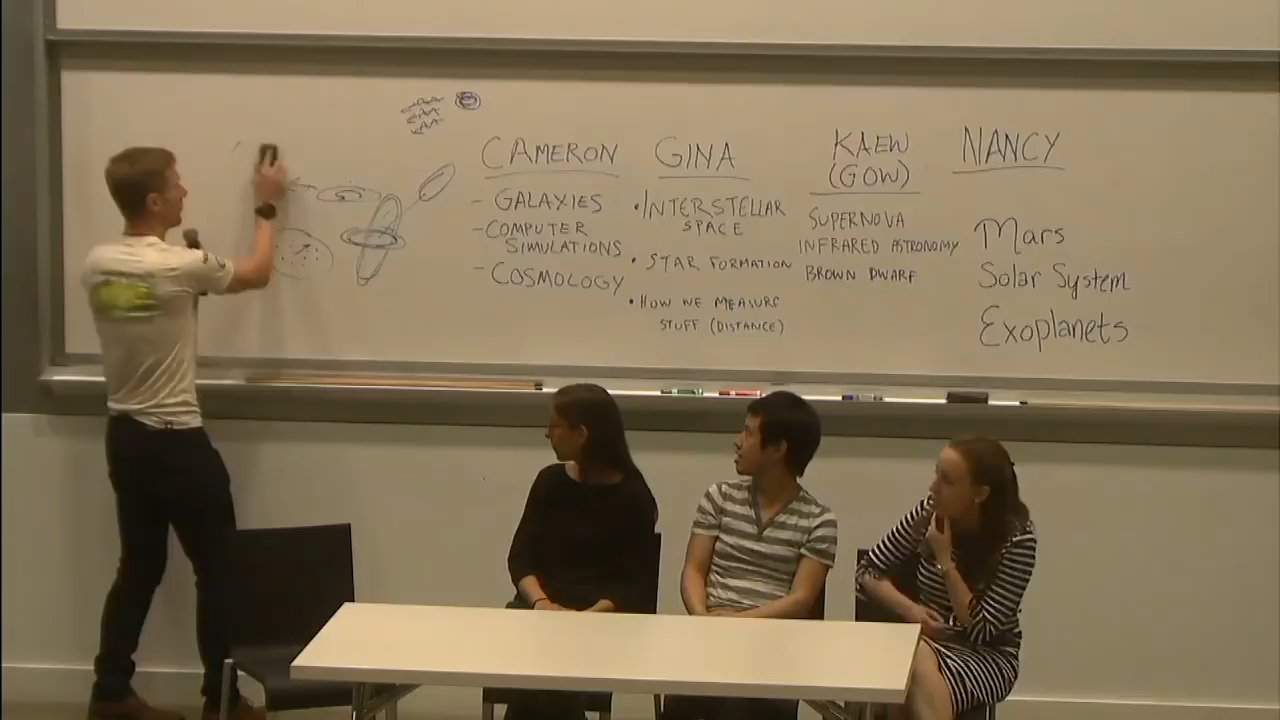 CAMERON
- GALAXIES
- COMPUTER
SIMULATIONS
- COSMOLOGY
GINA
• INTERSTELLAR
SPACE
• STAR FORMATION
• HOW WE MEASURE
STUFF (DISTANCE)
KAEW
(GOW)
SUPERNOVA
INFRARED ASTRONOMY
BROWN DWARF
NANCY
Mars
Solar System
Exoplanets